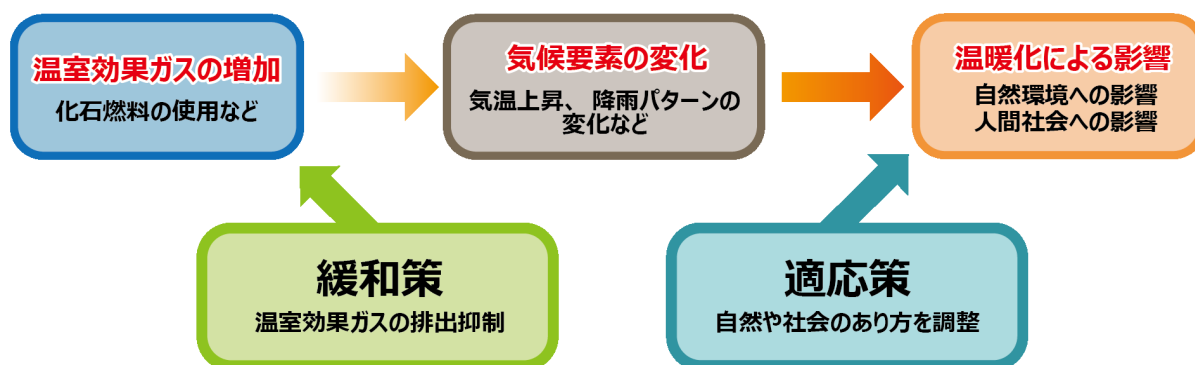 温室効果ガスの増加
化石燃料の使用など
気候要素の変化
気温上昇、降雨パターンの
変化など
温暖化による影響
自然環境への影響
人間社会への影響
緩和策
温室効果ガスの排出抑制
適応策
自然や社会のあり方を調整